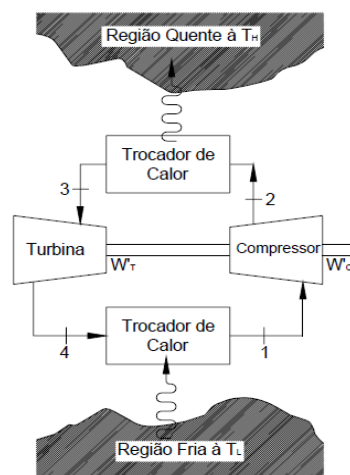 Região Quente à TH
Trocador de
Calor
3
2
Turbina
Compressor
W'T
W'C
Trocador de
Calor
4
1
Região Fria à TL